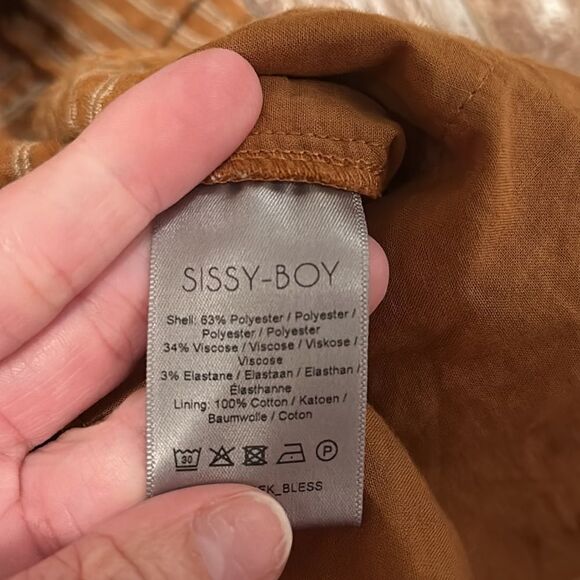 SISSY-BOY
Shell: 63% Polyester / Polyester /
Polyester / Polyester
34% Viscose / Viscose / Viskose /
Viscose
3% Elastane / Elastaan / Elasthan /
Élasthanne
Lining: 100% Cotton / Katoen /
Baumwolle / Coton
30 P